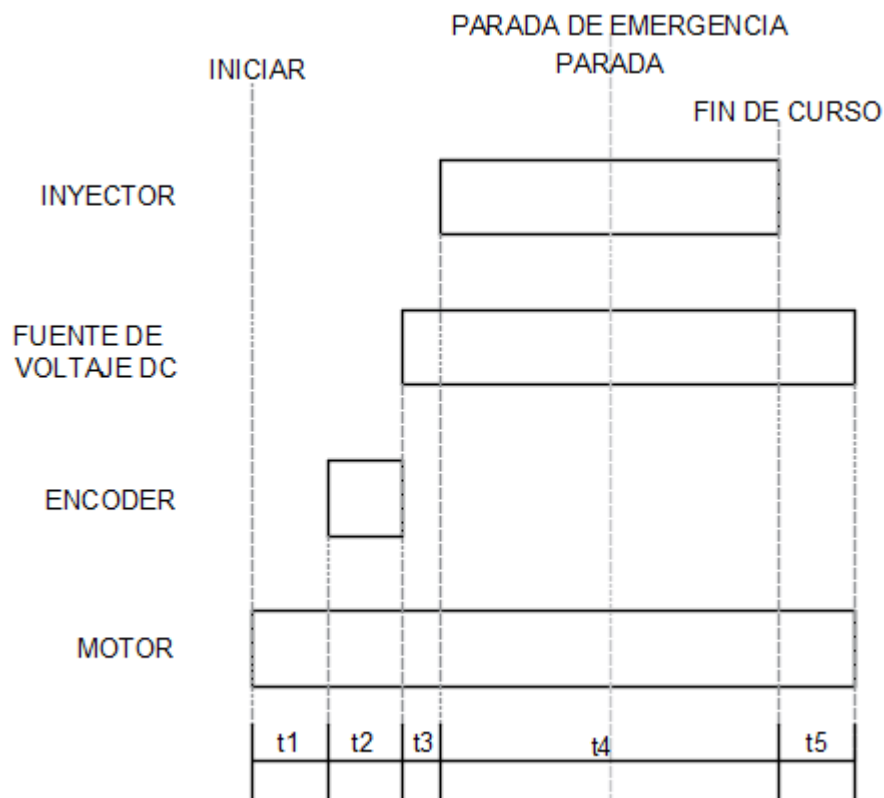 PARADA DE EMERGENCIA
PARADA
INICIAR
FIN DE CURSO
INYECTOR
FUENTE DE
VOLTAJE DC
ENCODER
MOTOR
t1 t2 t3 t4 t5